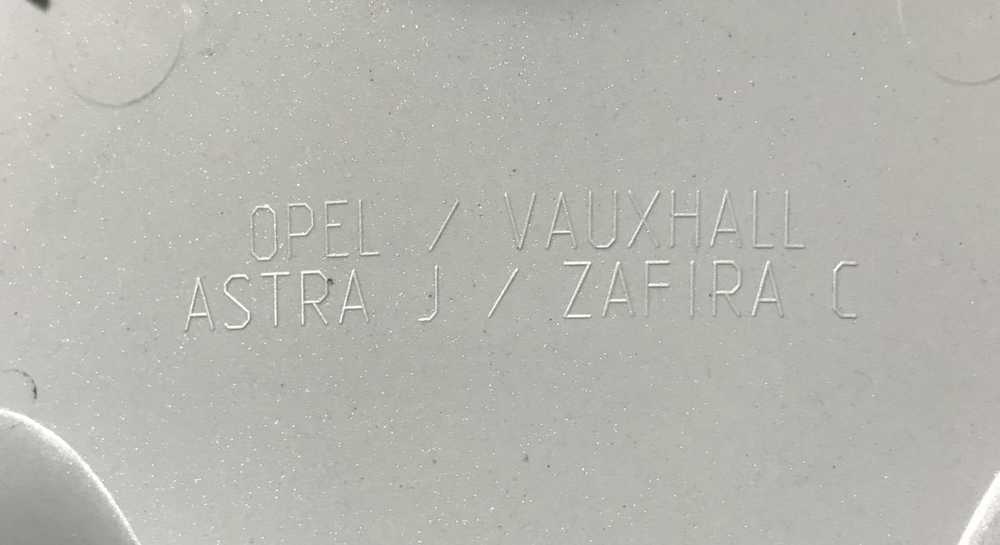 OPEL / VAUXHALL
ASTRA J / ZAFIRA C